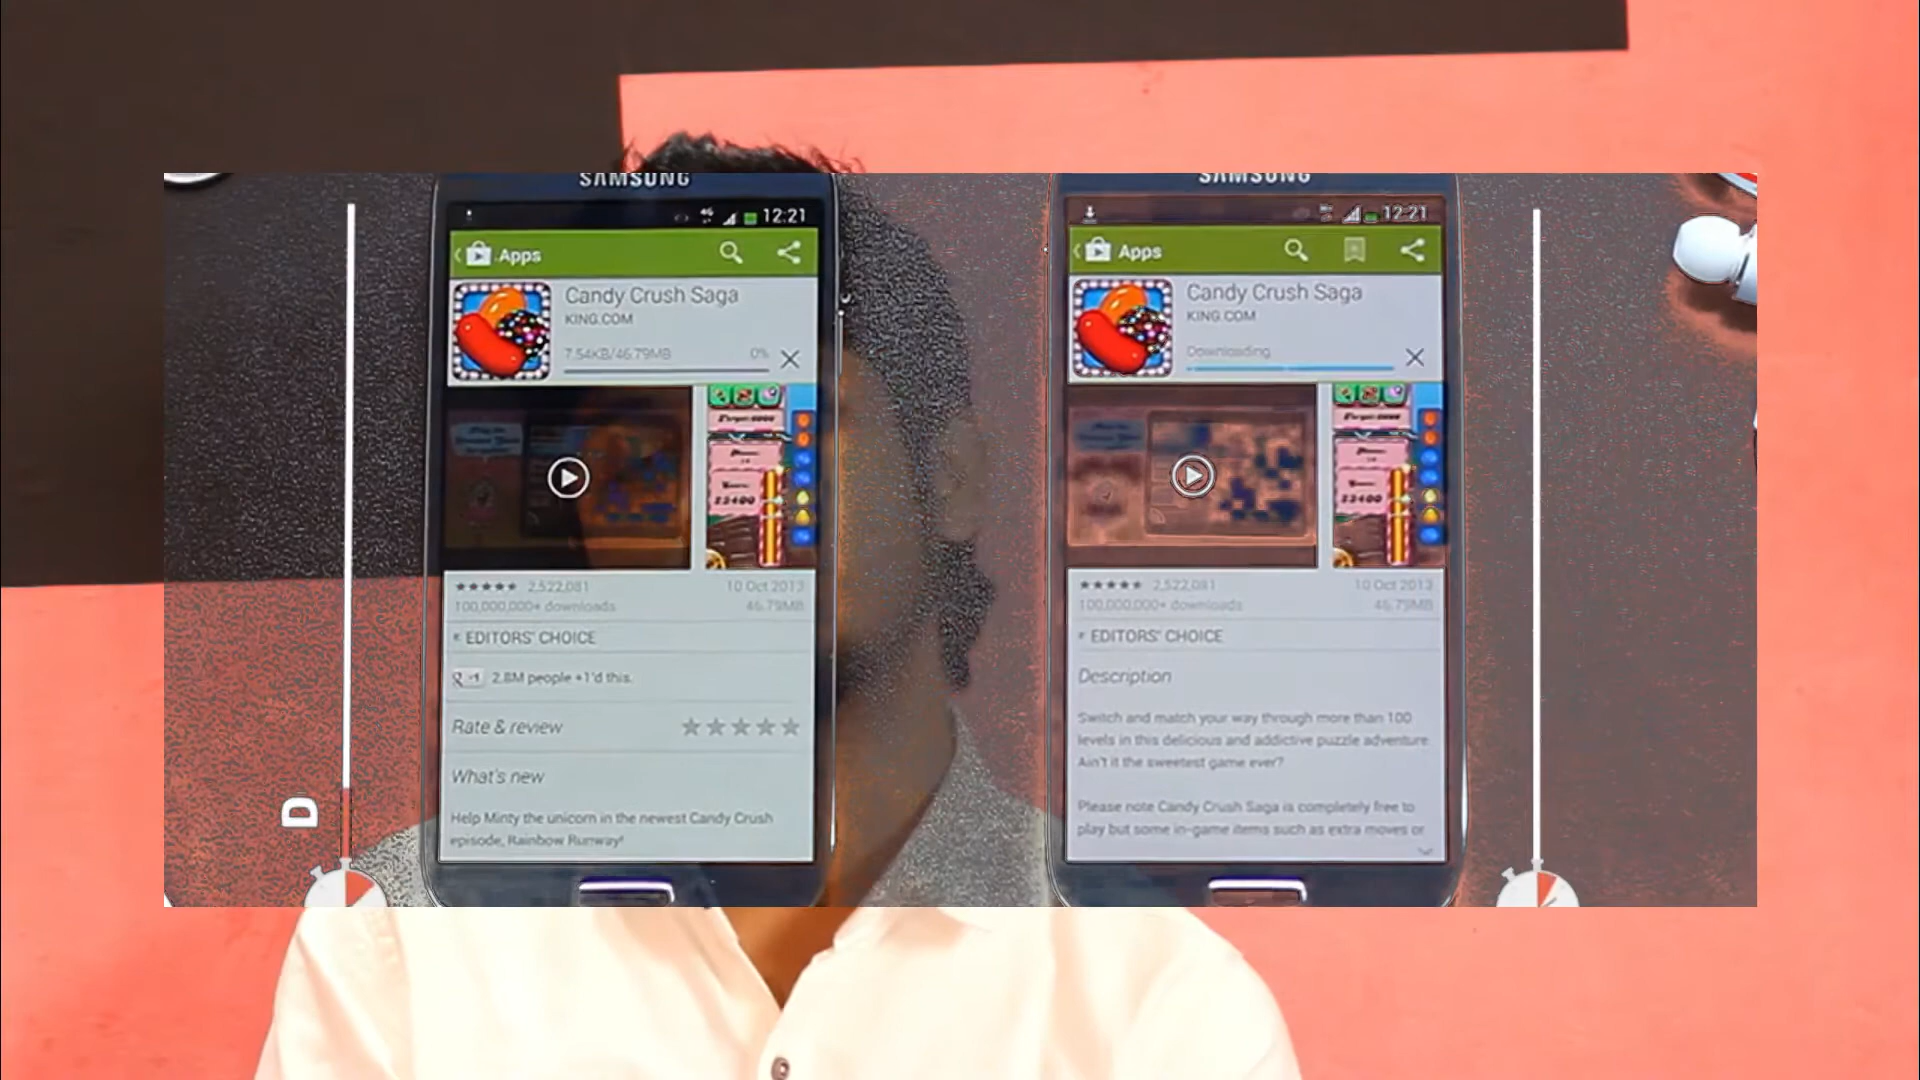 SAMSUNG
4G 12:21
Apps
Candy Crush Saga
KING.COM
7.54KB/46.79MB 0%
2,522,081
10 Oct 2013
100,000,000+ downloads
46.79MB
EDITORS' CHOICE
+1 2.8M people +1'd this.
Rate & review
What's new
Help Minty the unicorn in the newest Candy Crush
episode, Rainbow Runway!
D
SAMSUNG
12:21
Apps
Candy Crush Saga
KING.COM
Downloading
2,522,081
10 Oct 2013
100,000,000+ downloads
46.79MB
EDITORS' CHOICE
Description
Switch and match your way through more than 100
levels in this delicious and addictive puzzle adventure.
Ain't it the sweetest game ever?
Please note Candy Crush Saga is completely free to
play but some in-game items such as extra moves or